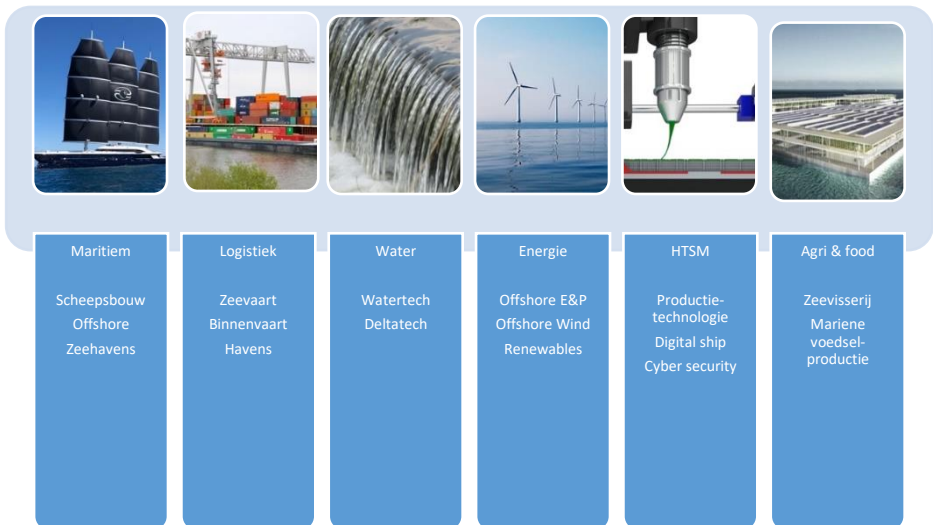 Maritiem
Scheepsbouw
Offshore
Zeehavens
Logistiek
Zeevaart
Binnenvaart
Havens
Water
Watertech
Deltatech
Energie
Offshore E&P
Offshore Wind
Renewables
HTSM
Productie-
technologie
Digital ship
Cyber security
Agri & food
Zeevisserij
Mariene
voedsel-
productie